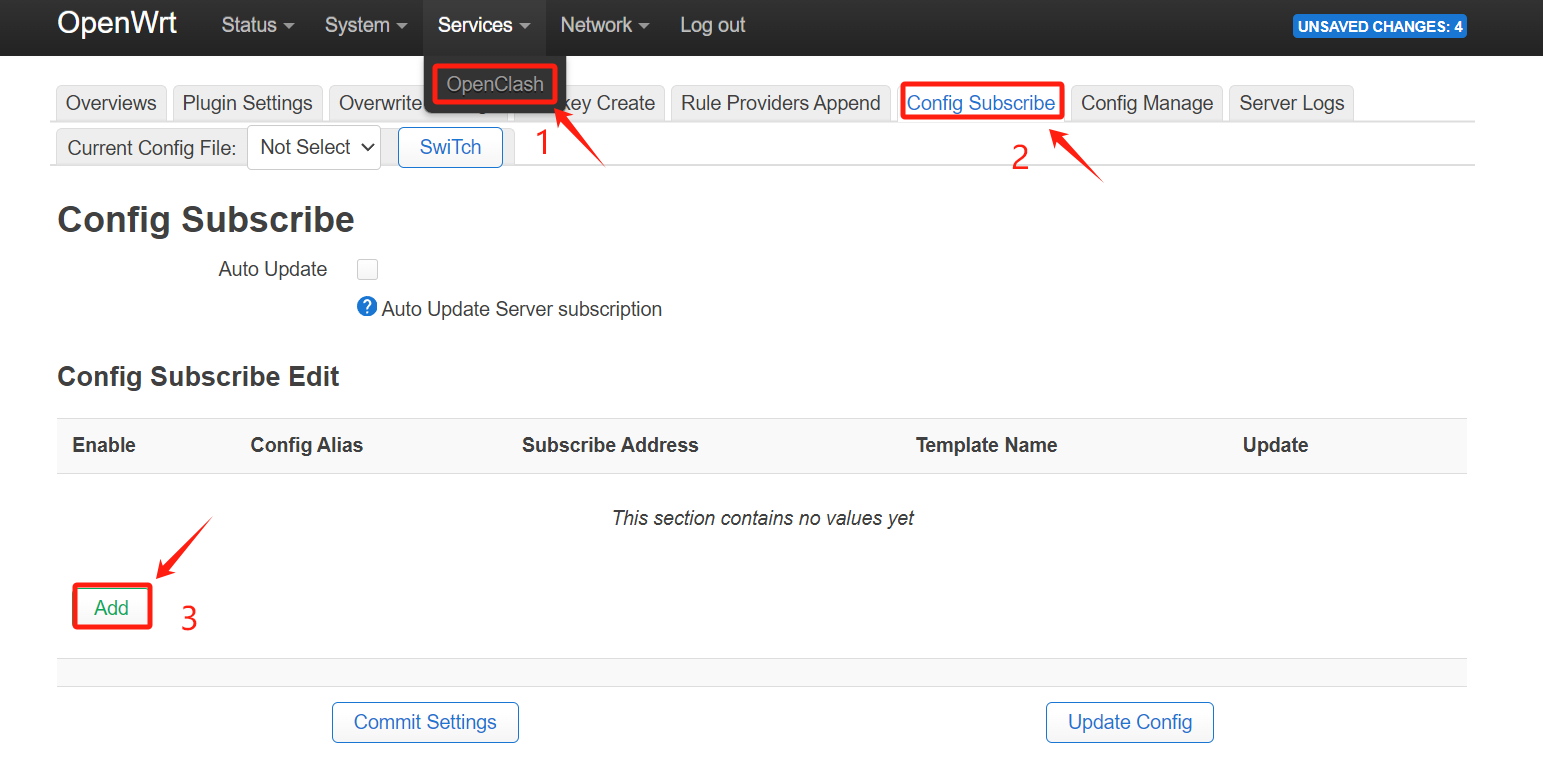 OpenWrt Status System Services Network Log out UNSAVED CHANGES: 4
OpenClash
Overviews Plugin Settings Overwrite key Create Rule Providers Append Config Subscribe Config Manage Server Logs
1
2
Current Config File: Not Select SwiTch
Config Subscribe
Auto Update
? Auto Update Server subscription
Config Subscribe Edit
Enable Config Alias Subscribe Address Template Name Update
This section contains no values yet
Add
3
Commit Settings Update Config